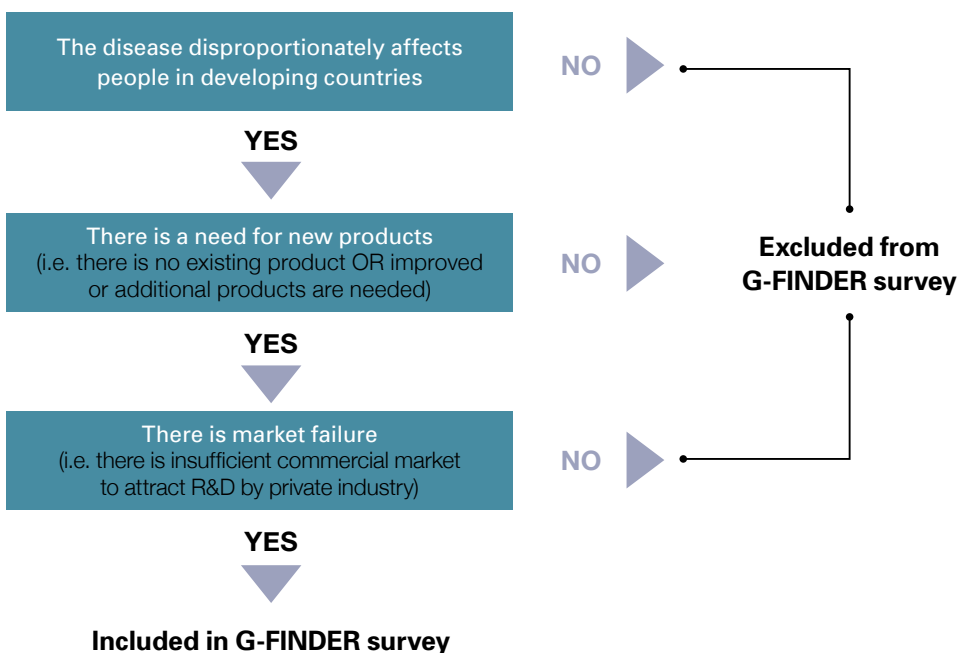 The disease disproportionately affects
people in developing countries
NO
YES
There is a need for new products
(i.e. there is no existing product OR improved
or additional products are needed)
NO
Excluded from
G-FINDER survey
YES
There is market failure
(i.e. there is insufficient commercial market
to attract R&D by private industry)
NO
YES
Included in G-FINDER survey